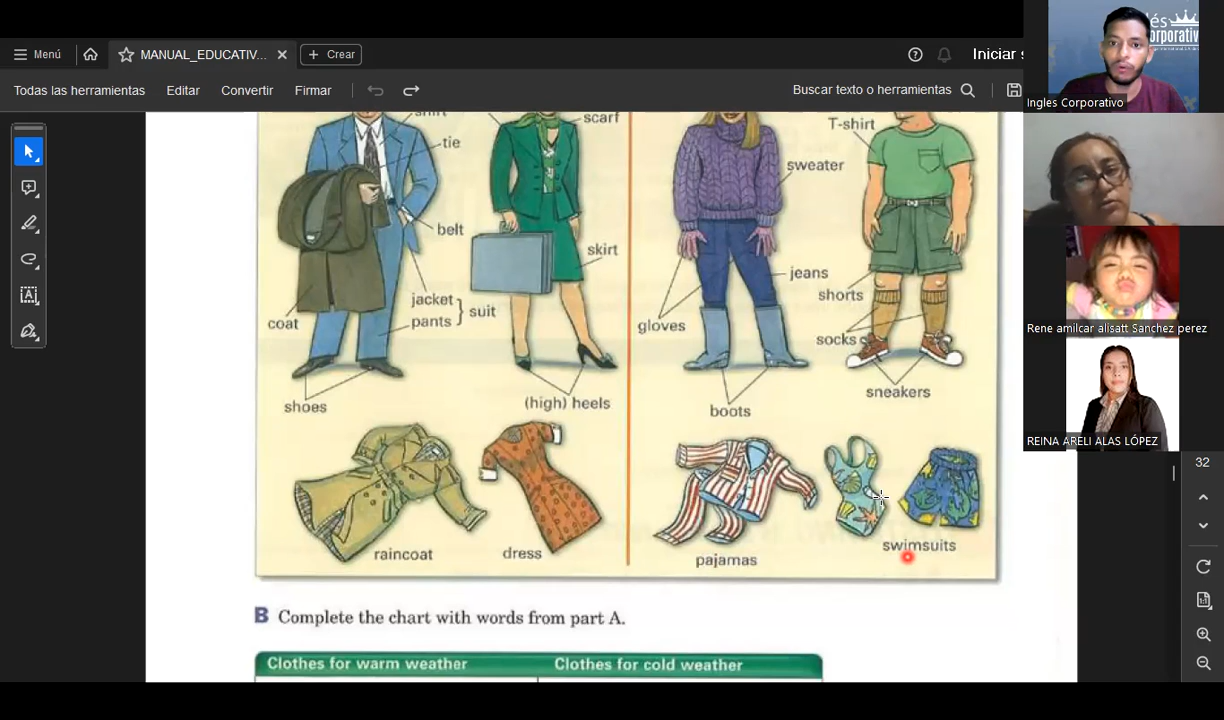 Menú
MANUAL_EDUCATIV...
Crear
Iniciar s
Todas las herramientas
Editar
Convertir
Firmar
Buscar texto o herramientas
és
orporativ
Ingles Corporativo
shirt
scarf
tie
T-shirt
sweater
belt
skirt
jeans
jacket
pants
suit
shorts
coat
gloves
socks
shoes
(high) heels
boots
sneakers
raincoat
dress
pajamas
swimsuits
B Complete the chart with words from part A.
Clothes for warm weather
Clothes for cold weather
Rene amilcar alisatt Sanchez perez
REINA ARELI ALAS LÓPEZ
32